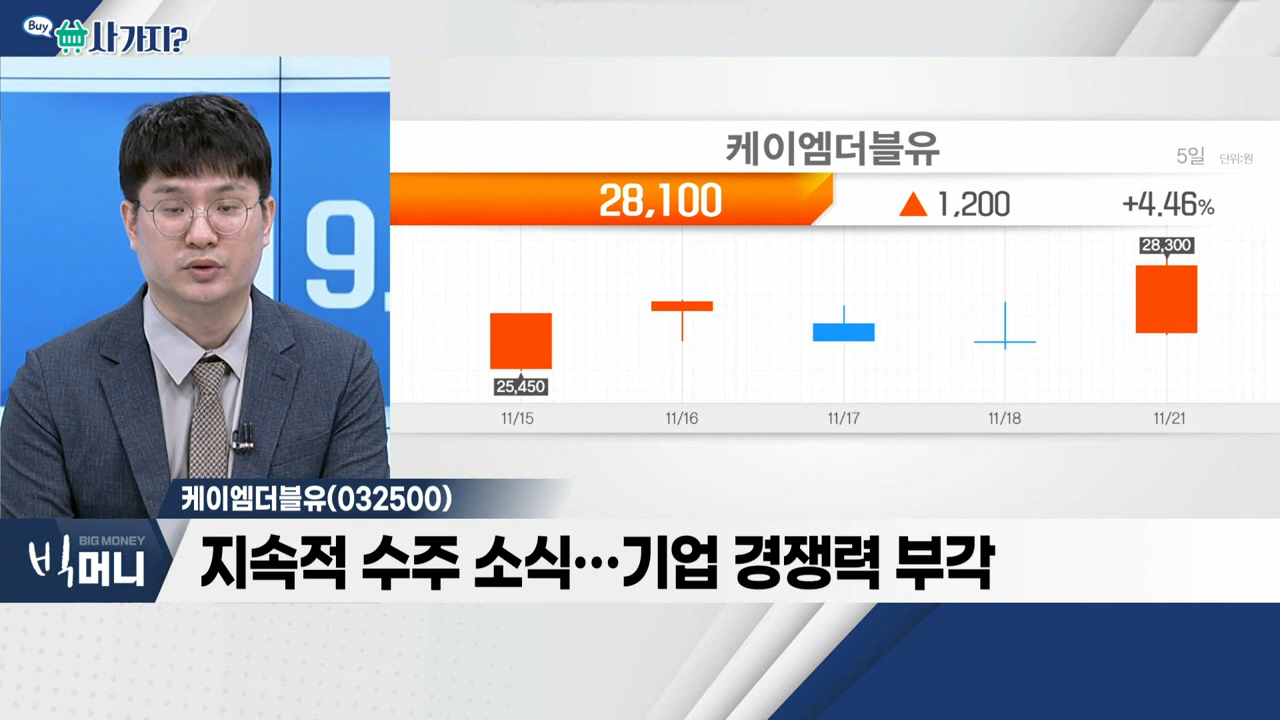 Buy 사 가지?
케이엠더블유
5일 단위:원
28,100 ▲ 1,200 +4.46%
28,300
25,450
11/15 11/16 11/17 11/18 11/21
9.
케이엠더블유(032500)
BIG MONEY
빅머니
지속적 수주 소식…기업 경쟁력 부각